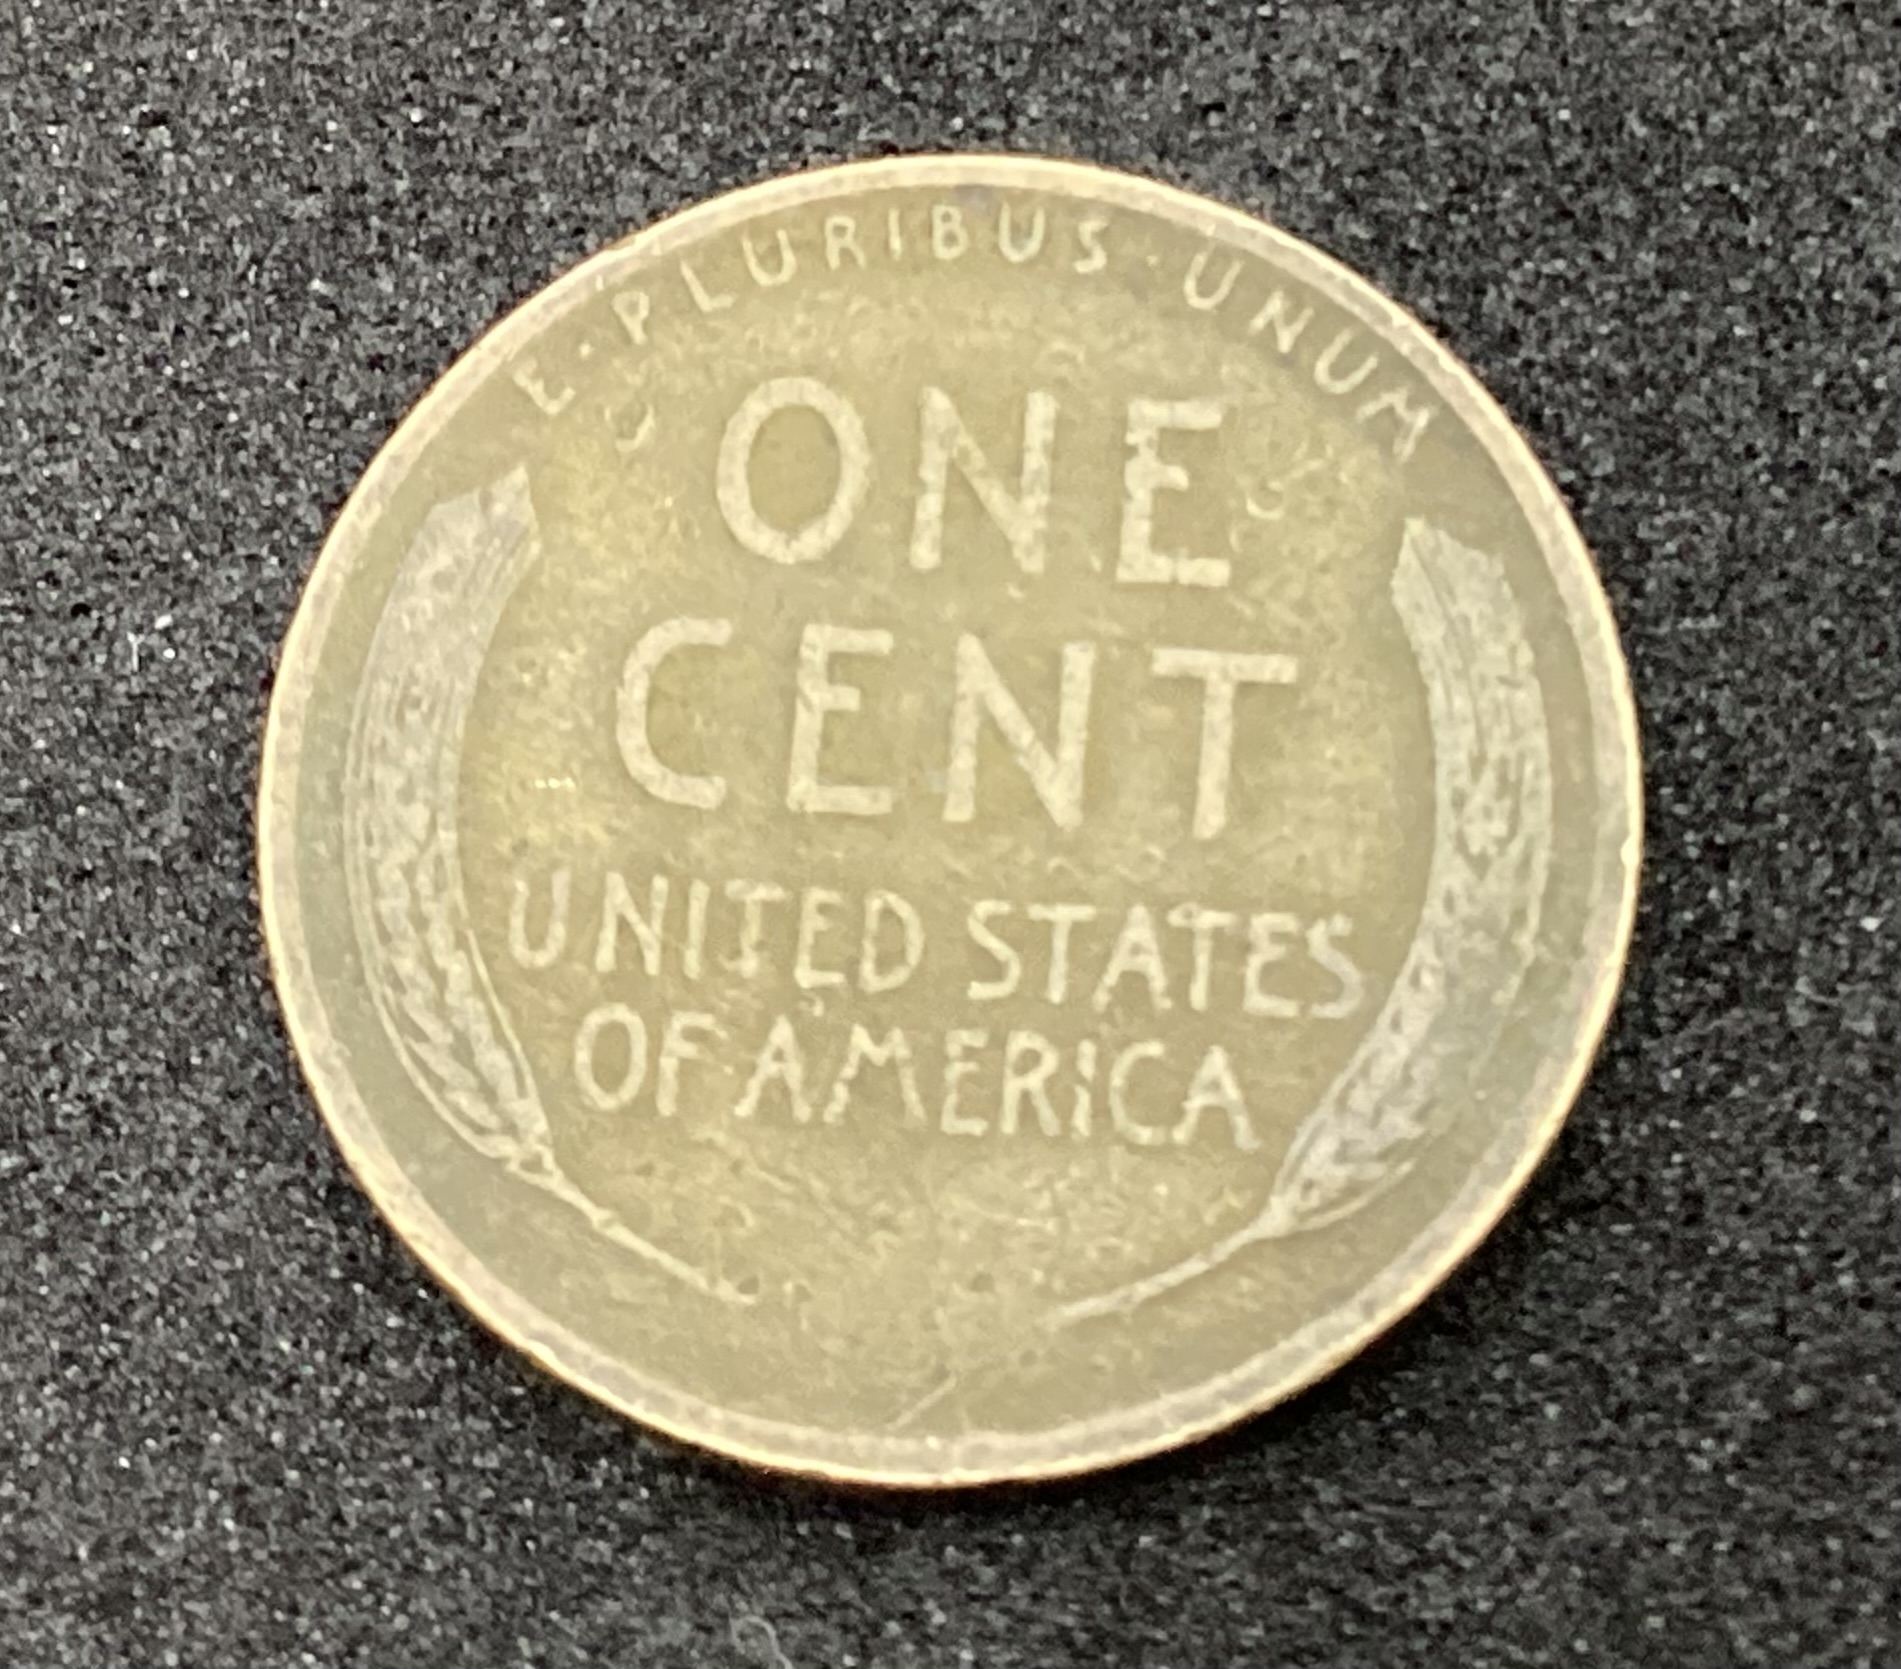 E·PLURIBUS·UNUM
ONE
CENT
UNITED STATES
OF AMERICA